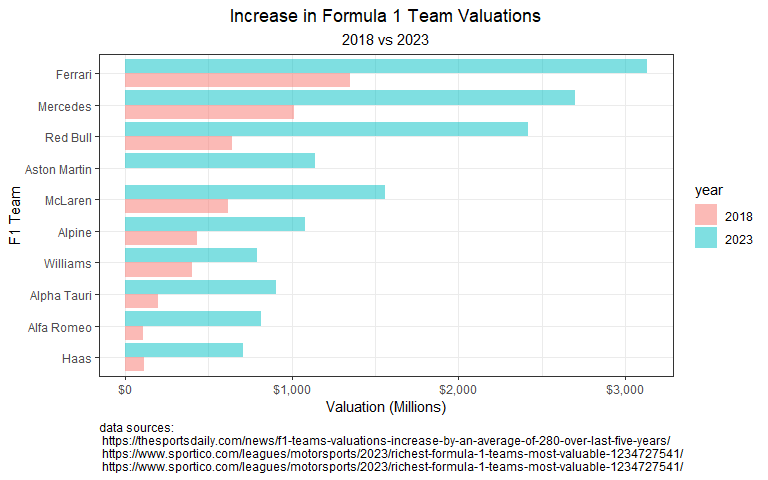 Increase in Formula 1 Team Valuations
2018 vs 2023
Ferrari
Mercedes
Red Bull
Aston Martin
McLaren
Alpine
Williams
Alpha Tauri
Alfa Romeo
Haas
F1 Team
$0
$1,000
$2,000
$3,000
Valuation (Millions)
year
2018
2023
data sources:
https://thesportsdaily.com/news/f1-teams-valuations-increase-by-an-average-of-280-over-last-five-years/
https://www.sportico.com/leagues/motorsports/2023/richest-formula-1-teams-most-valuable-1234727541/
https://www.sportico.com/leagues/motorsports/2023/richest-formula-1-teams-most-valuable-1234727541/